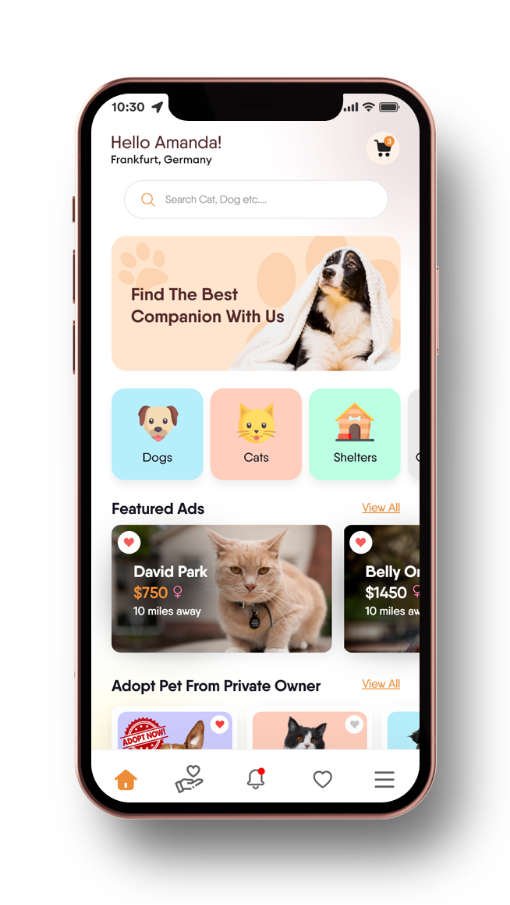 10:30
Hello Amanda!
Frankfurt, Germany
3
Search Cat, Dog etc....
Find The Best
Companion With Us
Dogs
Cats
Shelters
Featured Ads
View All
David Park
$750
10 miles away
Belly
$1450
10 miles
Adopt Pet From Private Owner
View All
ADOPT NOW!